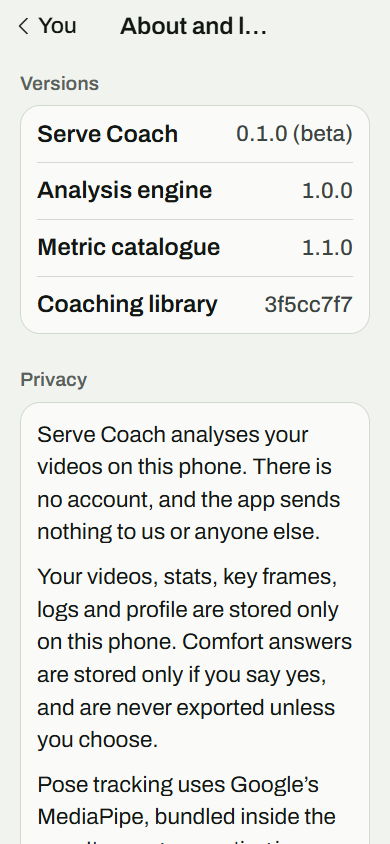 You
About and l…
Versions
Serve Coach 0.1.0 (beta)
Analysis engine 1.0.0
Metric catalogue 1.1.0
Coaching library 3f5cc7f7
Privacy
Serve Coach analyses your
videos on this phone. There is
no account, and the app sends
nothing to us or anyone else.
Your videos, stats, key frames,
logs and profile are stored only
on this phone. Comfort answers
are stored only if you say yes,
and are never exported unless
you choose.
Pose tracking uses Google’s
MediaPipe, bundled inside the